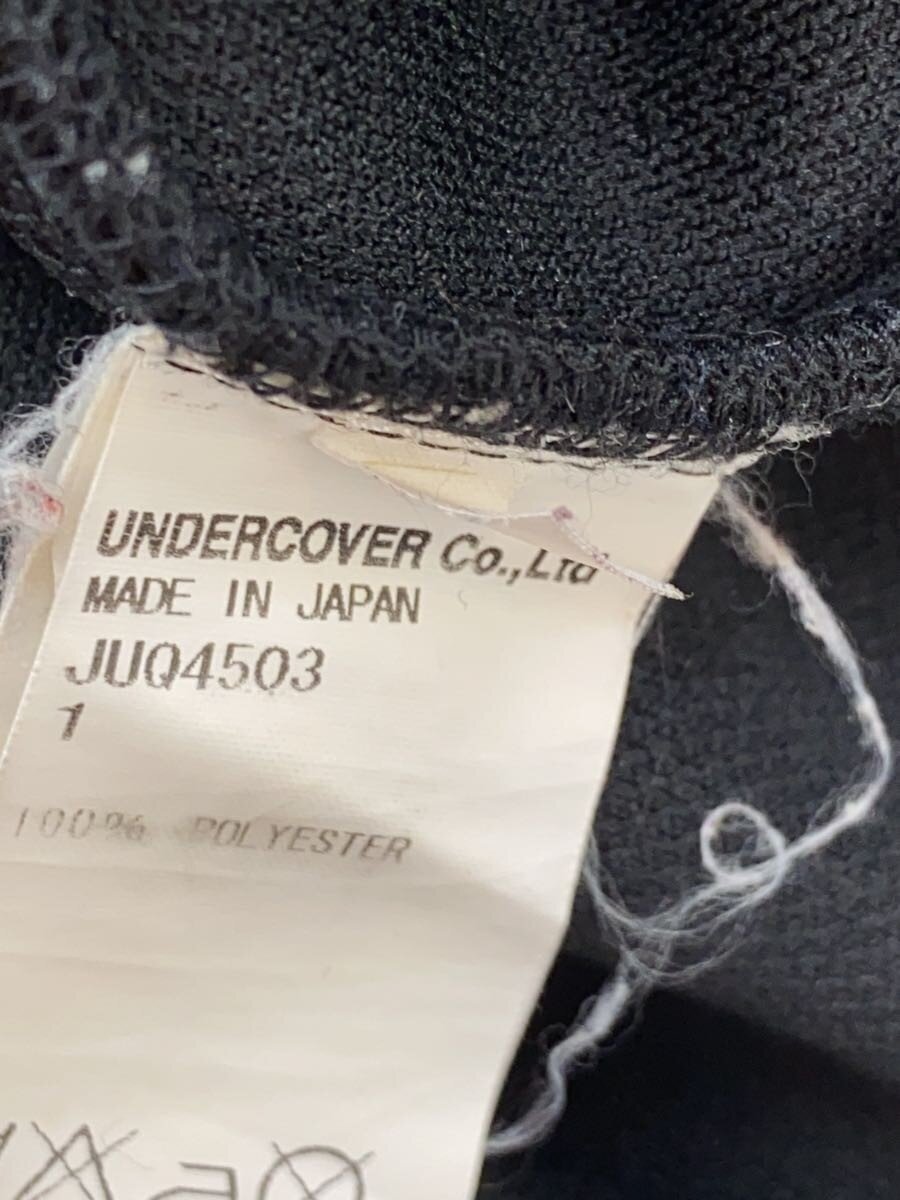 UNDERCOVER Co.,Ltd
MADE IN JAPAN
JUQ4503
1
100% POLYESTER